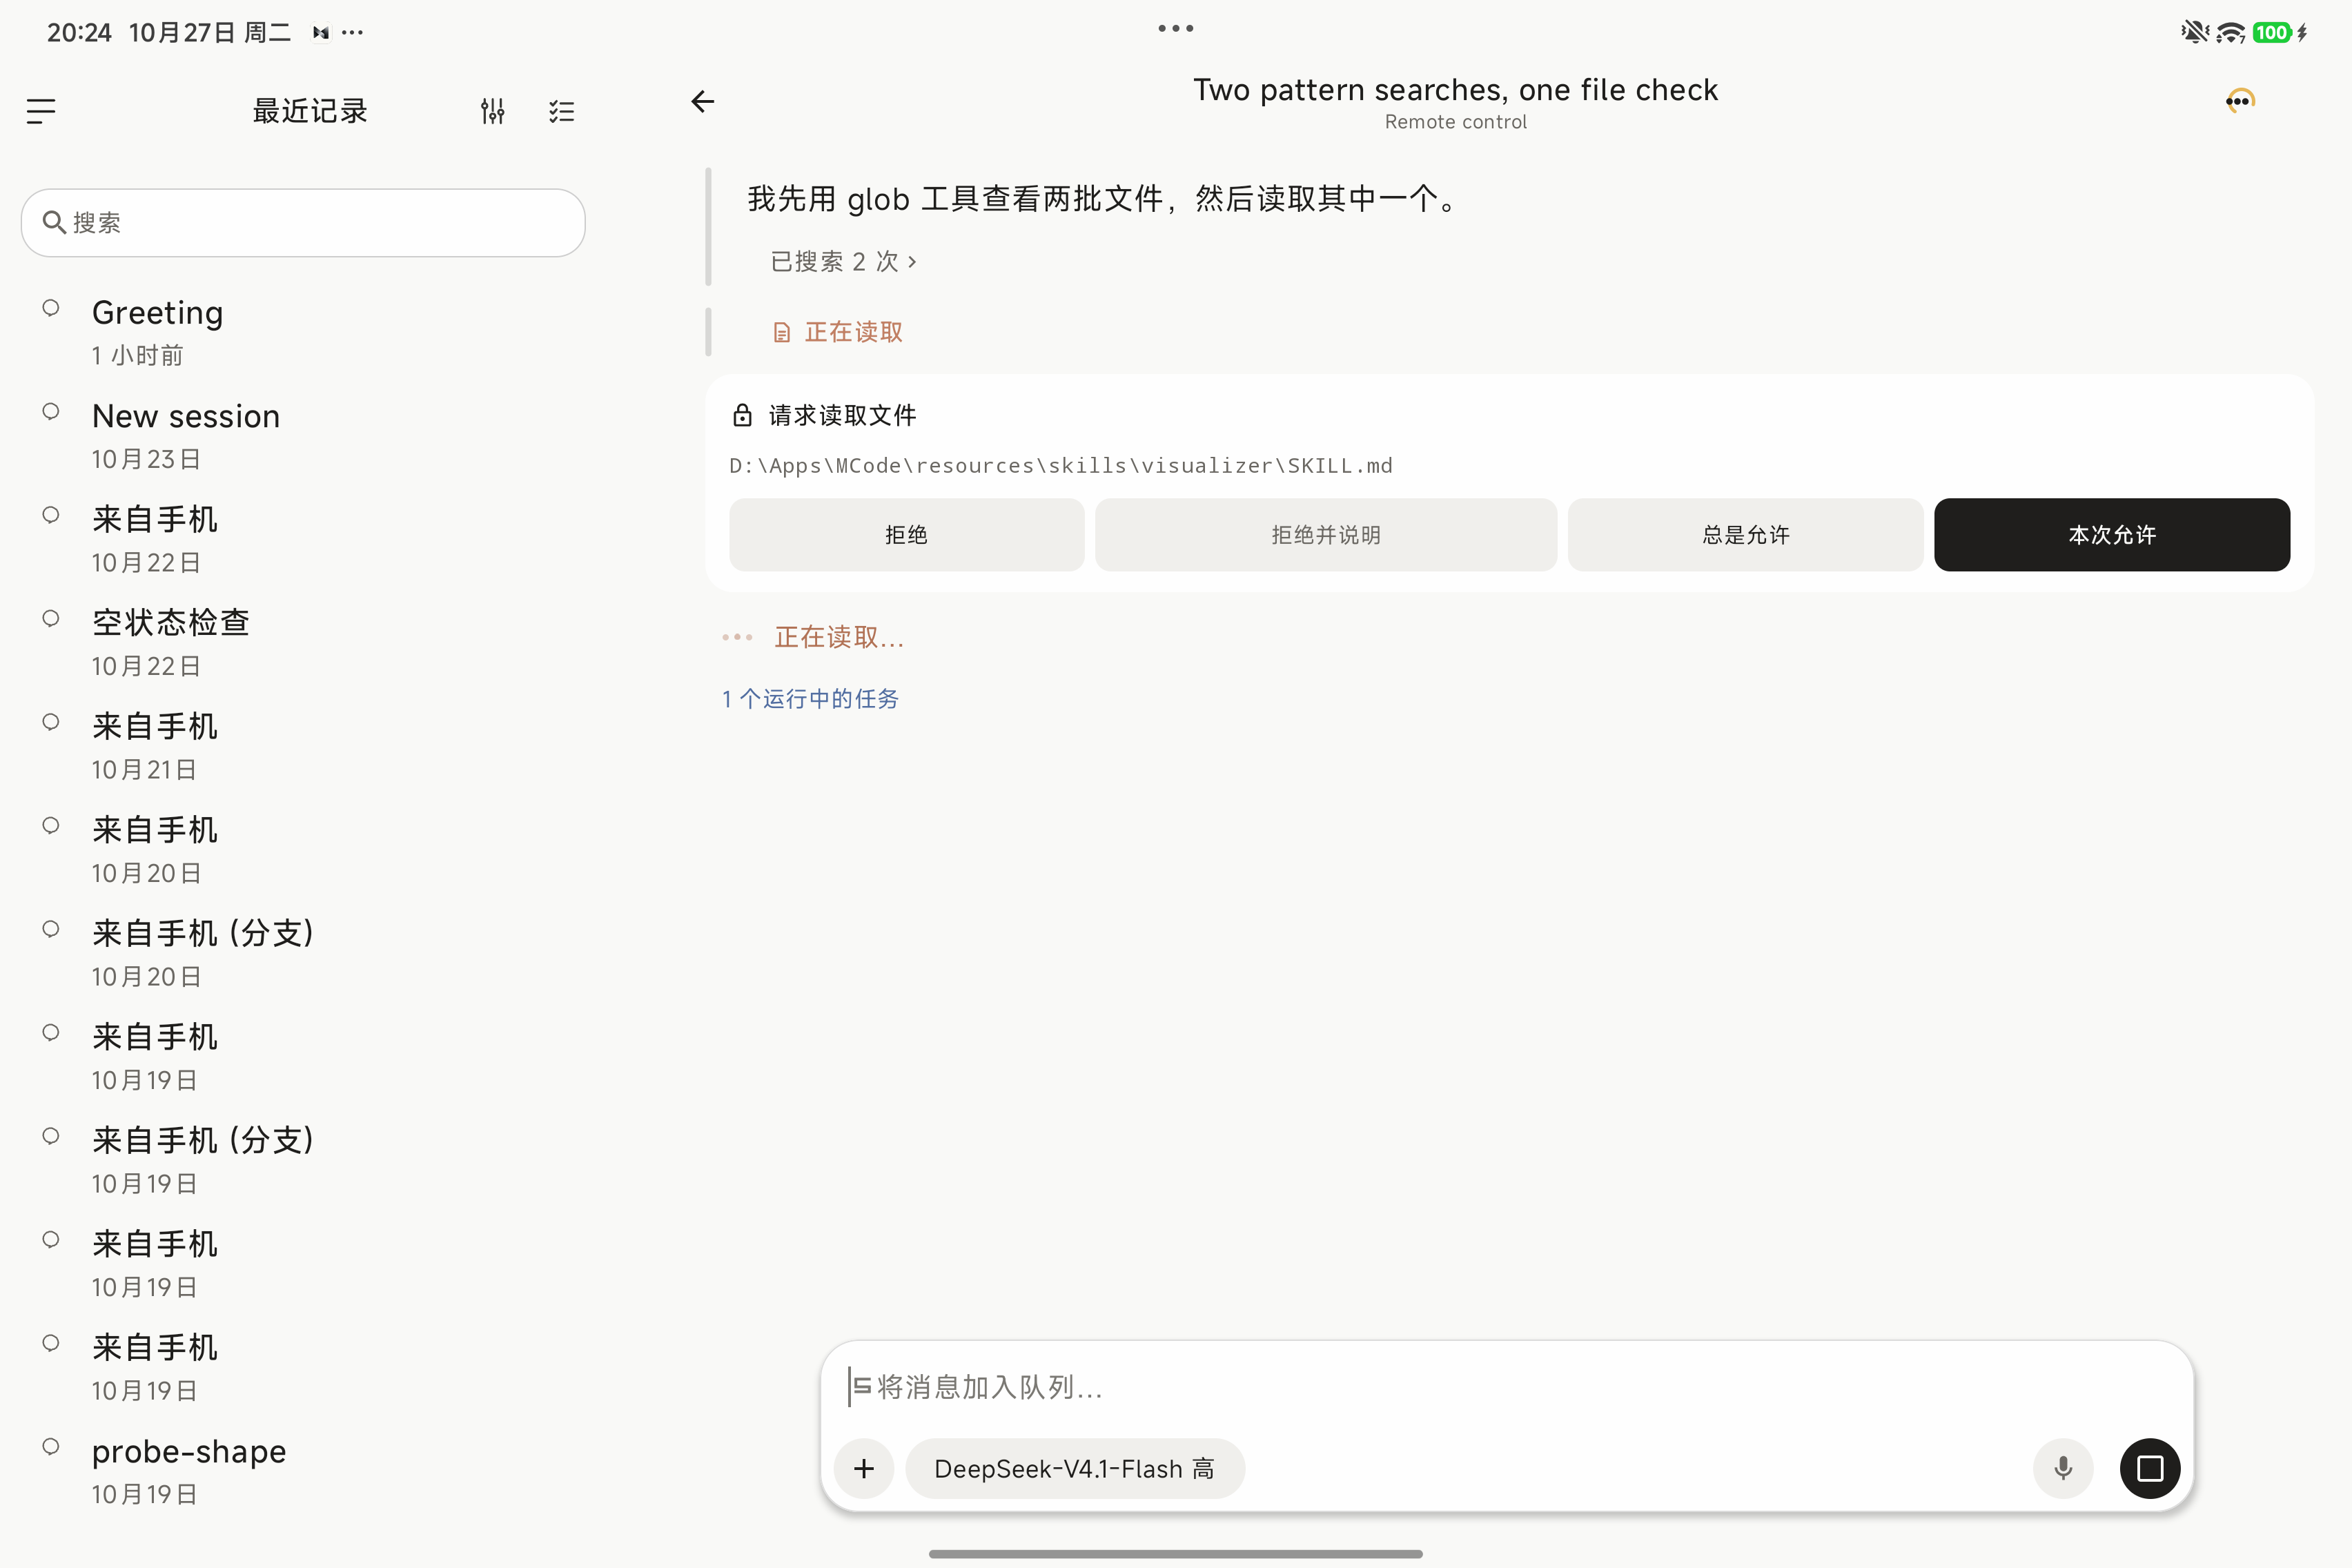 20:24 10月27日 周二
100
最近记录
搜索
Greeting
1 小时前
New session
10月23日
来自手机
10月22日
空状态检查
10月22日
来自手机
10月21日
来自手机
10月20日
来自手机 (分支)
10月20日
来自手机
10月19日
来自手机 (分支)
10月19日
来自手机
10月19日
来自手机
10月19日
probe-shape
10月19日
Two pattern searches, one file check
Remote control
我先用 glob 工具查看两批文件，然后读取其中一个。
已搜索 2 次
正在读取
请求读取文件
D:\Apps\MCode\resources\skills\visualizer\SKILL.md
拒绝
拒绝并说明
总是允许
本次允许
正在读取...
1 个运行中的任务
将消息加入队列...
DeepSeek-V4.1-Flash 高